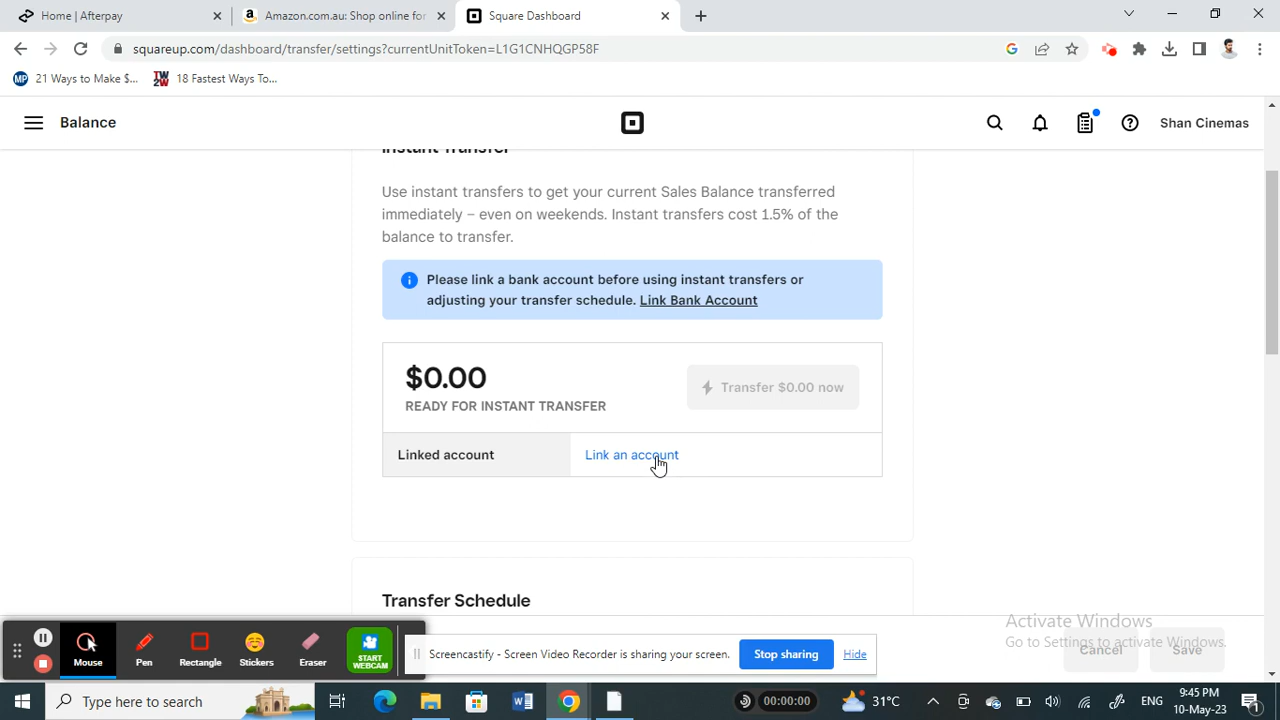 Home | Afterpay
Amazon.com.au: Shop online for
Square Dashboard
squareup.com/dashboard/transfer/settings?currentUnitToken=L1G1CNHQGP58F
21 Ways to Make $...
18 Fastest Ways To...
Balance
Shan Cinemas
Instant Transfer
Use instant transfers to get your current Sales Balance transferred
immediately – even on weekends. Instant transfers cost 1.5% of the
balance to transfer.
Please link a bank account before using instant transfers or
adjusting your transfer schedule. Link Bank Account
$0.00
READY FOR INSTANT TRANSFER
Transfer $0.00 now
Linked account
Link an account
Transfer Schedule
Activate Windows
Go to Settings to activate Windows.
Cancel
Save
Mouse
Pen
Rectangle
Stickers
Eraser
START
WEBCAM
Screencastify - Screen Video Recorder is sharing your screen.
Stop sharing
Hide
Type here to search
00:00:00
31°C
ENG
9:45 PM
10-May-23
1